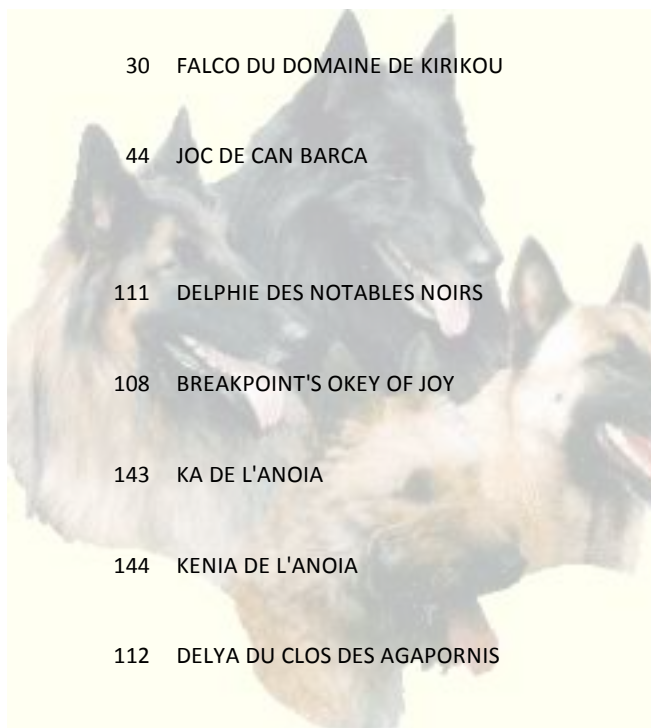 30 FALCO DU DOMAINE DE KIRIKOU
44 JOC DE CAN BARCA
111 DELPHIE DES NOTABLES NOIRS
108 BREAKPOINT'S OKEY OF JOY
143 KA DE L'ANOIA
144 KENIA DE L'ANOIA
112 DELYA DU CLOS DES AGAPORNIS